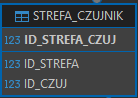 STREFA_CZUJNIK
123 ID_STREFA_CZUJ
123 ID_STREFA
123 ID_CZUJ